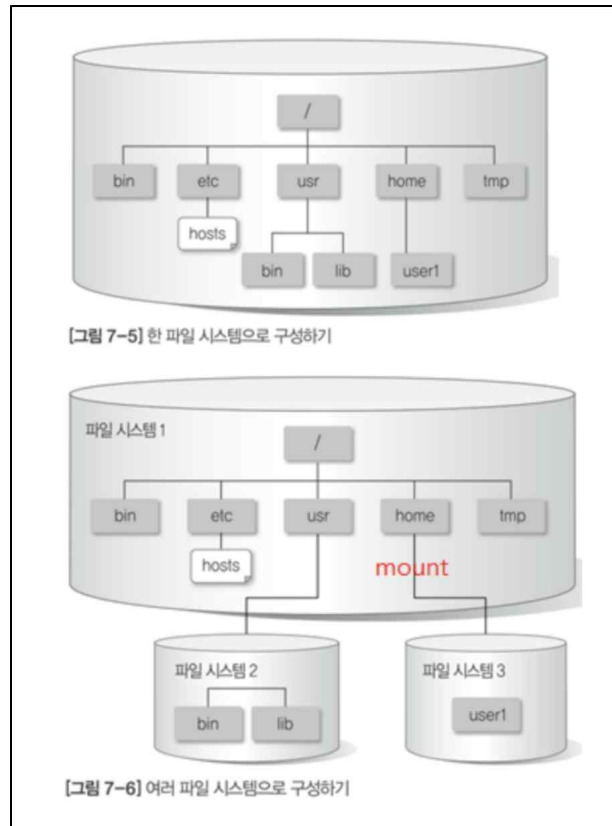 /
bin etc usr home tmp
hosts
bin lib user1
[그림 7-5] 한 파일 시스템으로 구성하기
파일 시스템 1
/
bin etc usr home tmp
hosts mount
파일 시스템 2 파일 시스템 3
bin lib user1
[그림 7-6] 여러 파일 시스템으로 구성하기